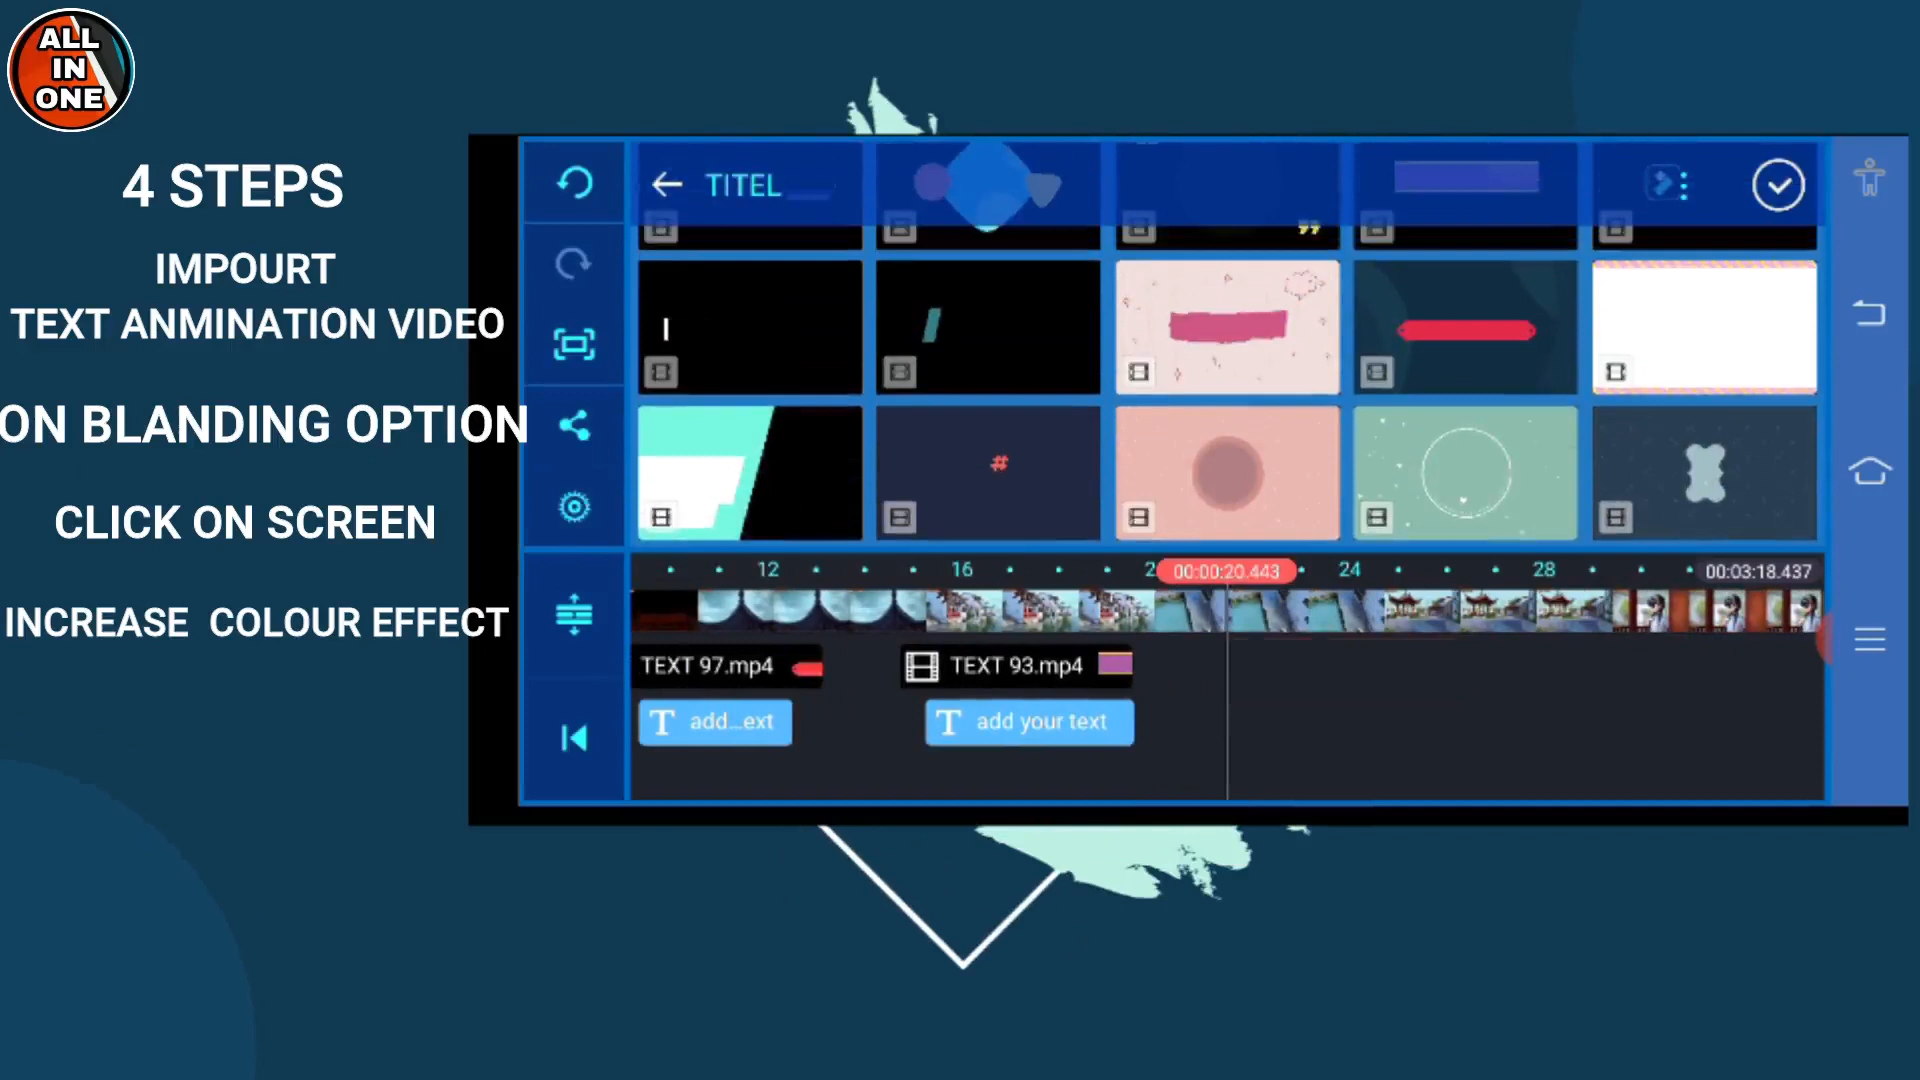 ALL
IN
ONE
4 STEPS
IMPOURT
TEXT ANMINATION VIDEO
ON BLANDING OPTION
CLICK ON SCREEN
INCREASE COLOUR EFFECT
TITEL
#
12 16 2 00:00:20.443 24 28 00:03:18.437
TEXT 97.mp4 TEXT 93.mp4
T add...ext T add your text